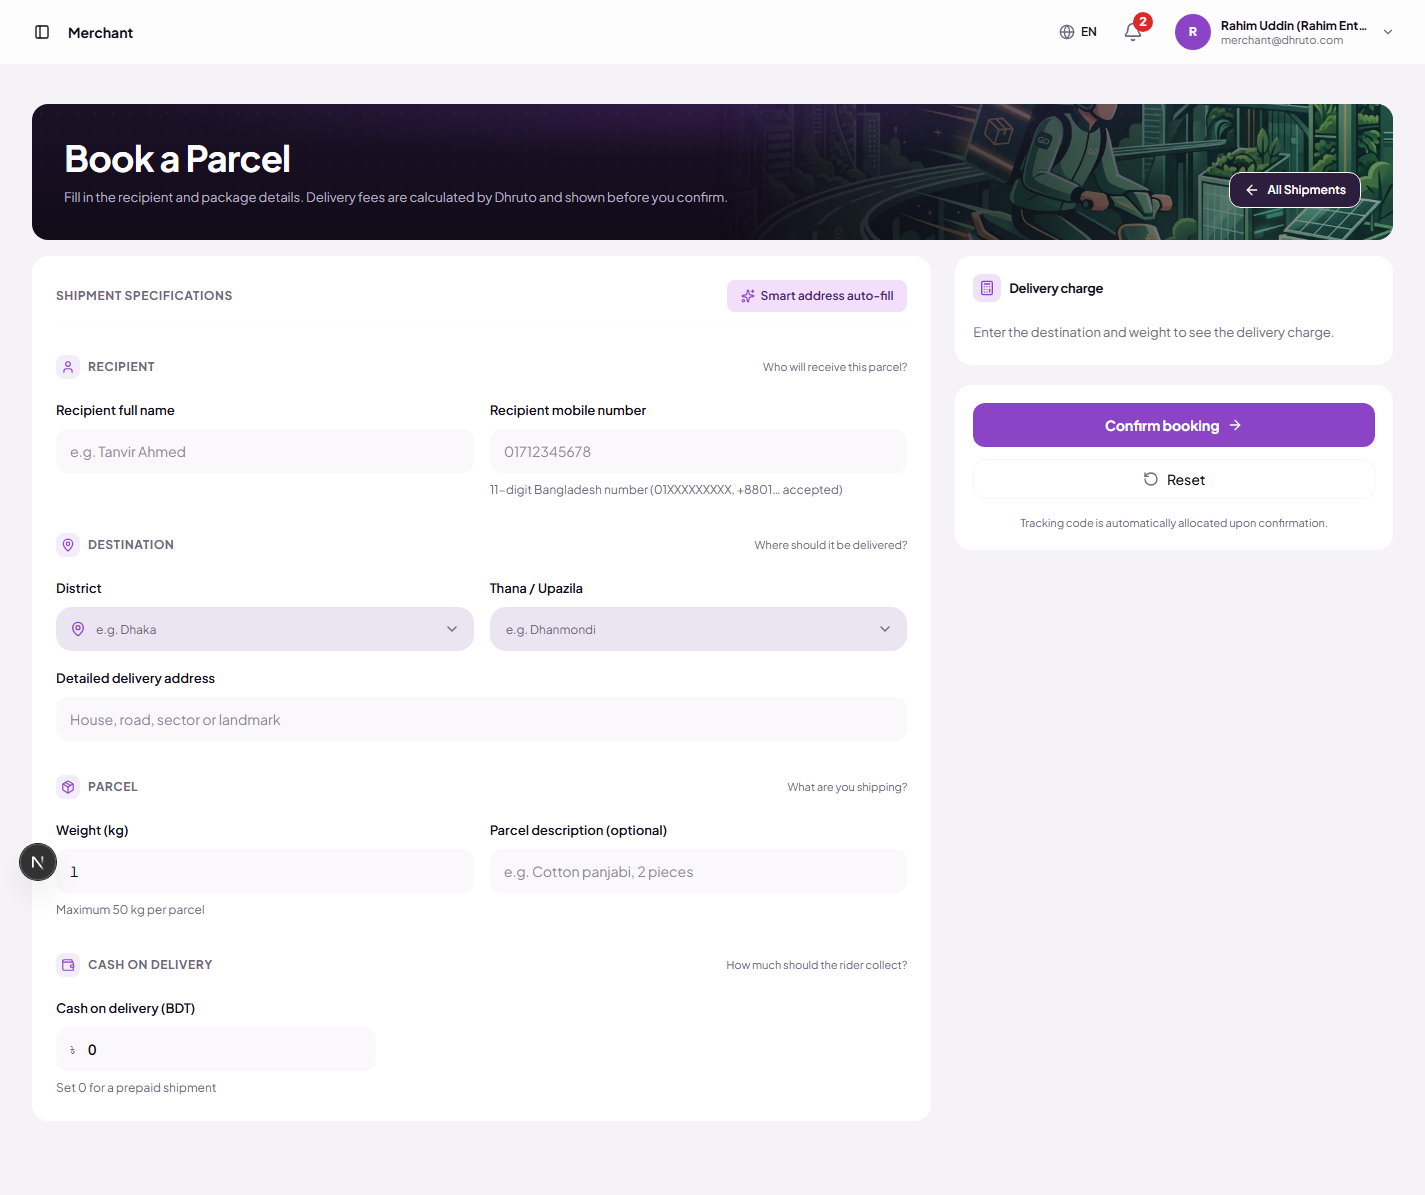 Merchant
EN
2
R
Rahim Uddin (Rahim Ent...
merchant@dhruto.com
Book a Parcel
Fill in the recipient and package details. Delivery fees are calculated by Dhruto and shown before you confirm.
GO
All Shipments
SHIPMENT SPECIFICATIONS
Smart address auto-fill
RECIPIENT
Who will receive this parcel?
Recipient full name
Recipient mobile number
e.g. Tanvir Ahmed
01712345678
11-digit Bangladesh number (01XXXXXXXXX, +8801... accepted)
DESTINATION
Where should it be delivered?
District
Thana / Upazila
e.g. Dhaka
e.g. Dhanmondi
Detailed delivery address
House, road, sector or landmark
PARCEL
What are you shipping?
Weight (kg)
Parcel description (optional)
N
1
e.g. Cotton panjabi, 2 pieces
Maximum 50 kg per parcel
CASH ON DELIVERY
How much should the rider collect?
Cash on delivery (BDT)
৳ 0
Set 0 for a prepaid shipment
Delivery charge
Enter the destination and weight to see the delivery charge.
Confirm booking
Reset
Tracking code is automatically allocated upon confirmation.